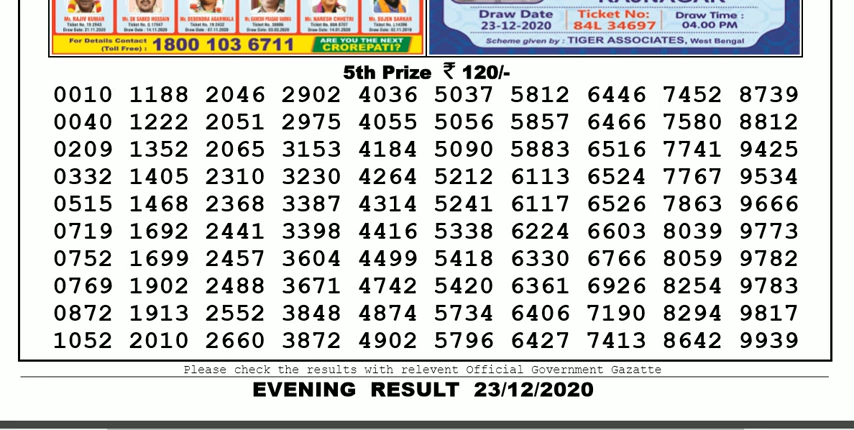 Mr. RAJIV KUMAR Mr. SK SABER HOSSAIN Mr. DEBENDRA AGARWALA Mr. NARESH CHHETRI Mr. SUJEN SARKAR
For Details Contact (Toll Free) : 1800 103 6711 ARE YOU THE NEXT CROREPATI?
Draw Date Ticket No: Draw Time :
23-12-2020 84L 34697 04.00 PM
Scheme given by : TIGER ASSOCIATES, West Bengal
5th Prize ₹ 120/-
0010 1188 2046 2902 4036 5037 5812 6446 7452 8739
0040 1222 2051 2975 4055 5056 5857 6466 7580 8812
0209 1352 2065 3153 4184 5090 5883 6516 7741 9425
0332 1405 2310 3230 4264 5212 6113 6524 7767 9534
0515 1468 2368 3387 4314 5241 6117 6526 7863 9666
0719 1692 2441 3398 4416 5338 6224 6603 8039 9773
0752 1699 2457 3604 4499 5418 6330 6766 8059 9782
0769 1902 2488 3671 4742 5420 6361 6926 8254 9783
0872 1913 2552 3848 4874 5734 6406 7190 8294 9817
1052 2010 2660 3872 4902 5796 6427 7413 8642 9939
Please check the results with relevent Official Government Gazatte
EVENING RESULT 23/12/2020